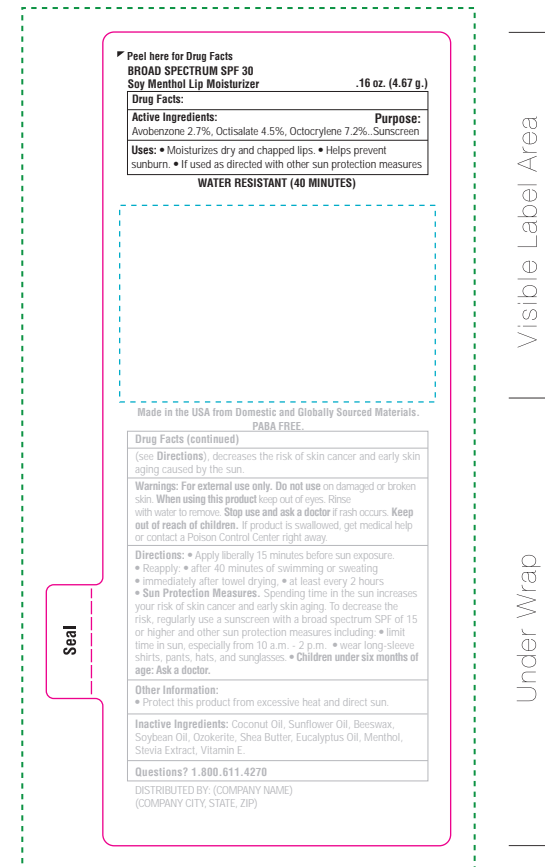 Peel here for Drug Facts
BROAD SPECTRUM SPF 30
Soy Menthol Lip Moisturizer .16 oz. (4.67 g.)
Drug Facts:
Active Ingredients: Purpose:
Avobenzone 2.7%, Octisalate 4.5%, Octocrylene 7.2%..Sunscreen
Uses: • Moisturizes dry and chapped lips. • Helps prevent
sunburn. • If used as directed with other sun protection measures
WATER RESISTANT (40 MINUTES)
Made in the USA from Domestic and Globally Sourced Materials.
PABA FREE.
Drug Facts (continued)
(see Directions), decreases the risk of skin cancer and early skin
aging caused by the sun.
Warnings: For external use only. Do not use on damaged or broken
skin. When using this product keep out of eyes. Rinse
with water to remove. Stop use and ask a doctor if rash occurs. Keep
out of reach of children. If product is swallowed, get medical help
or contact a Poison Control Center right away.
Directions: • Apply liberally 15 minutes before sun exposure.
• Reapply: • after 40 minutes of swimming or sweating
• immediately after towel drying, • at least every 2 hours
• Sun Protection Measures. Spending time in the sun increases
your risk of skin cancer and early skin aging. To decrease the
risk, regularly use a sunscreen with a broad spectrum SPF of 15
or higher and other sun protection measures including: • limit
time in sun, especially from 10 a.m. - 2 p.m. • wear long-sleeve
shirts, pants, hats, and sunglasses. • Children under six months of
age: Ask a doctor.
Other Information:
• Protect this product from excessive heat and direct sun.
Inactive Ingredients: Coconut Oil, Sunflower Oil, Beeswax,
Soybean Oil, Ozokerite, Shea Butter, Eucalyptus Oil, Menthol,
Stevia Extract, Vitamin E.
Questions? 1.800.611.4270
DISTRIBUTED BY: (COMPANY NAME)
(COMPANY CITY, STATE, ZIP)
Seal
Visible Label Area
Under Wrap